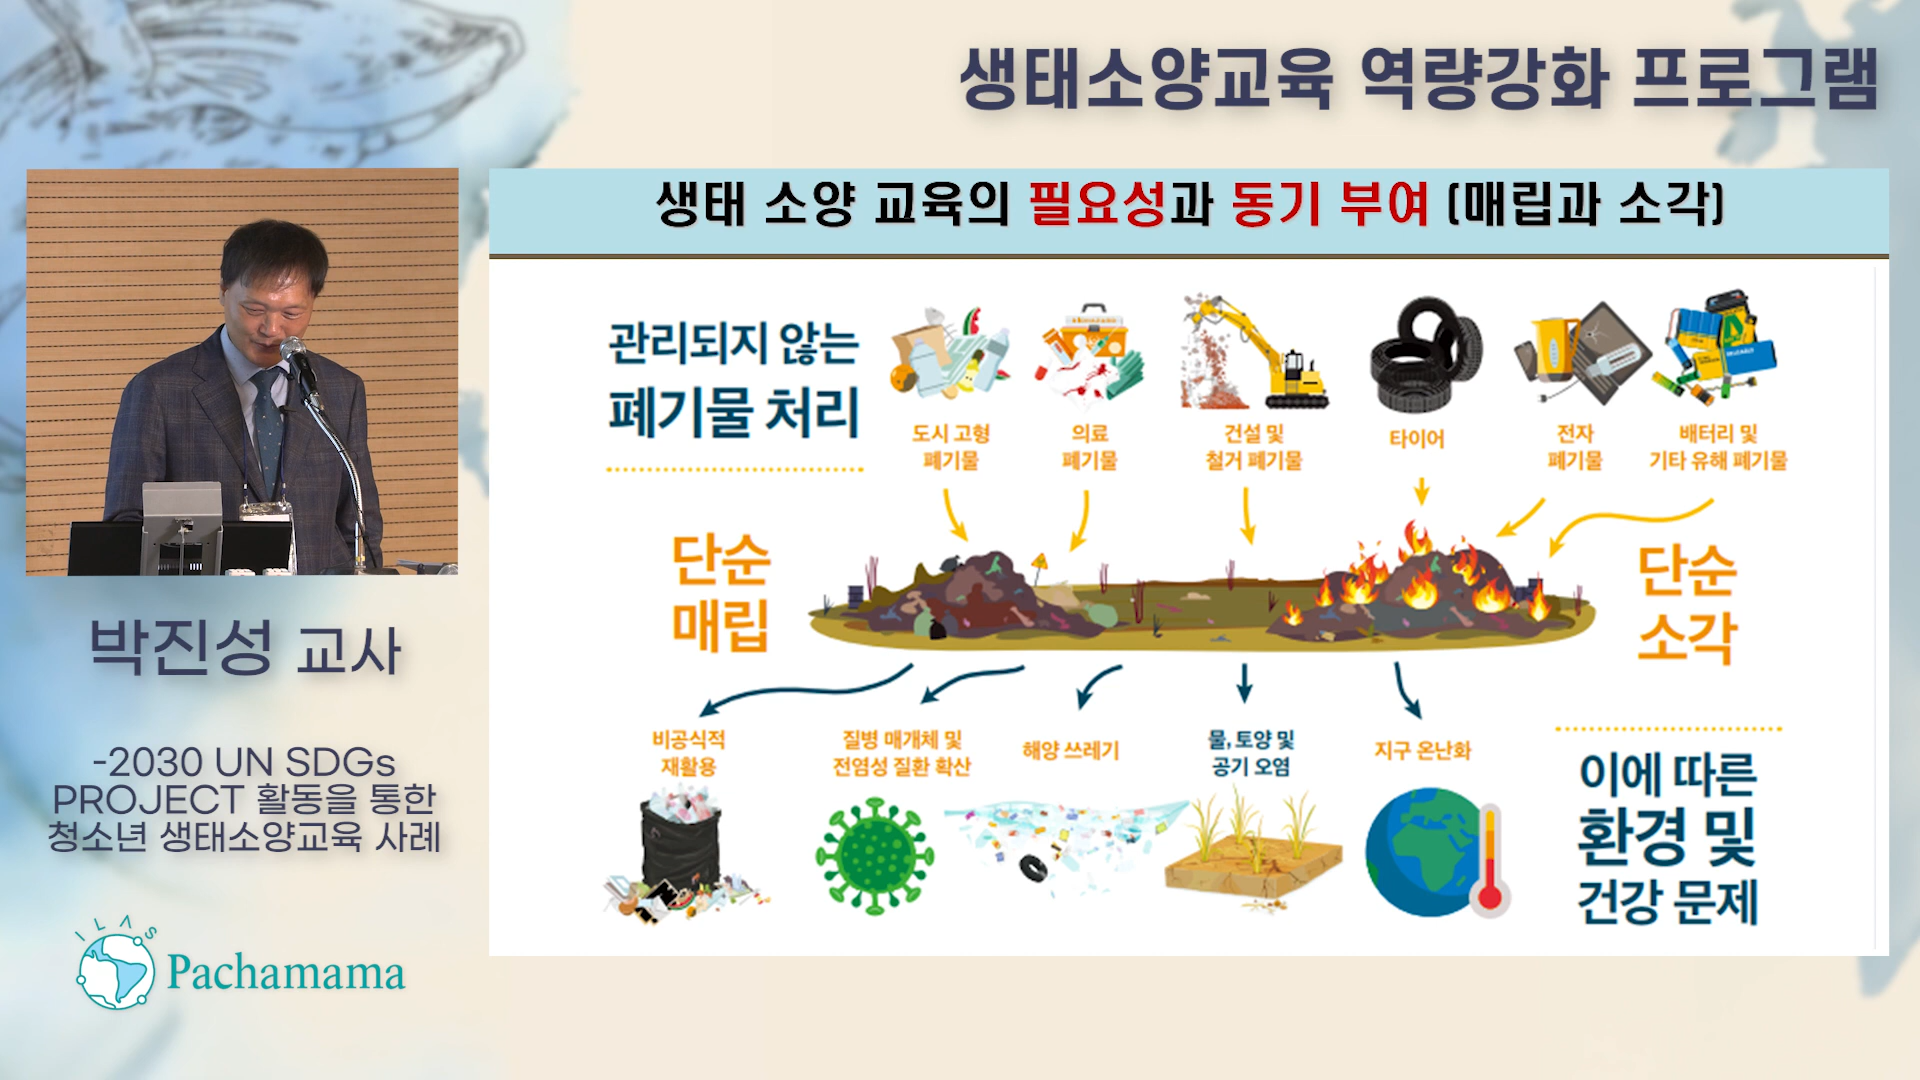 생태소양교육 역량강화 프로그램
생태 소양 교육의 필요성과 동기 부여 (매립과 소각)
관리되지 않는
폐기물 처리
도시 고형
폐기물
의료
폐기물
건설 및
철거 폐기물
타이어
전자
폐기물
배터리 및
기타 유해 폐기물
단순
매립
단순
소각
비공식적
재활용
질병 매개체 및
전염성 질환 확산
해양 쓰레기
물, 토양 및
공기 오염
지구 온난화
이에 따른
환경 및
건강 문제
박진성 교사
-2030 UN SDGs
PROJECT 활동을 통한
청소년 생태소양교육 사례
ILAS
Pachamama